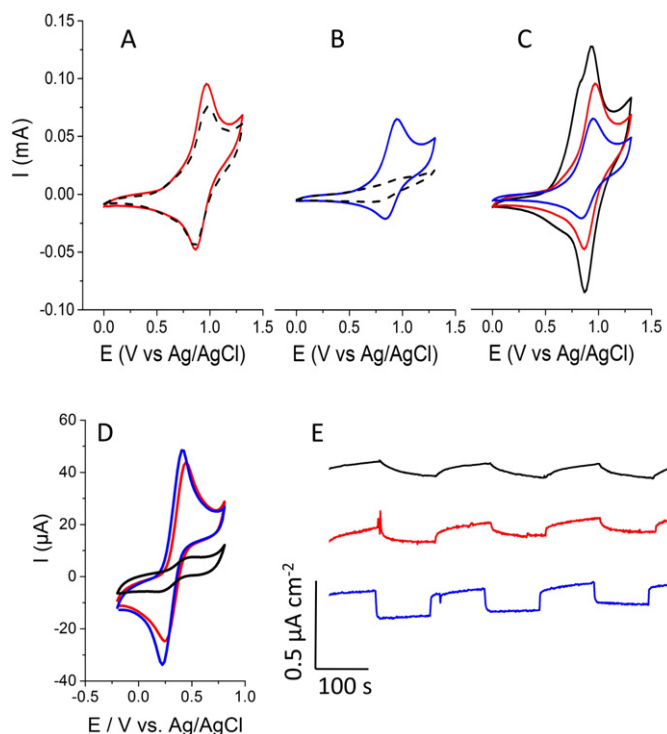 A
B
C
I (mA)
0.15
0.10
0.05
0.00
-0.05
-0.10
0.0 0.5 1.0 1.5
0.0 0.5 1.0 1.5
0.0 0.5 1.0 1.5
E (V vs Ag/AgCl)
E (V vs Ag/AgCl)
E (V vs Ag/AgCl)
D
I (µA)
60
40
20
0
-20
-40
-0.5 0.0 0.5 1.0
E / V vs. Ag/AgCl
E
0.5 µA cm⁻²
100 s